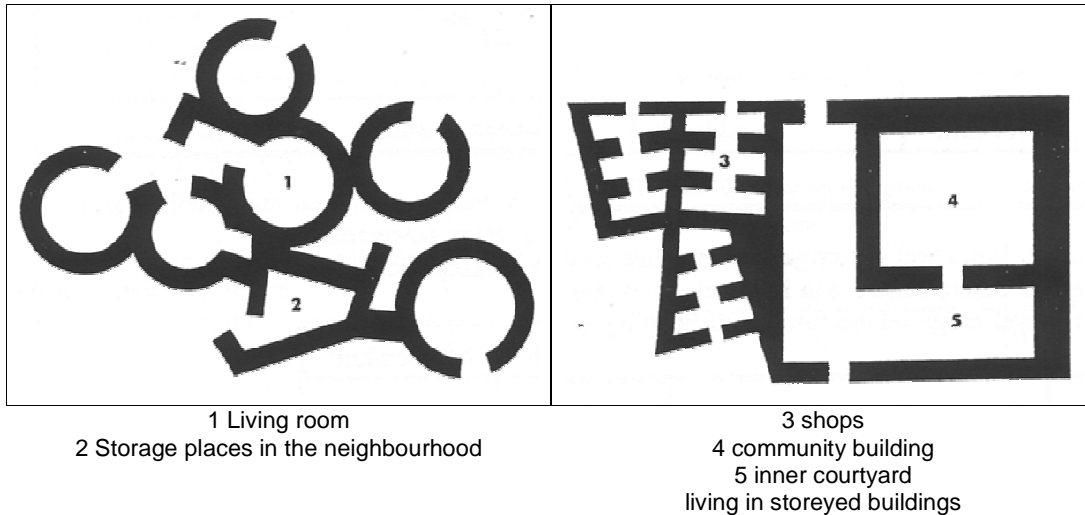 1
2
3
4
5
1 Living room
2 Storage places in the neighbourhood
3 shops
4 community building
5 inner courtyard
living in storeyed buildings